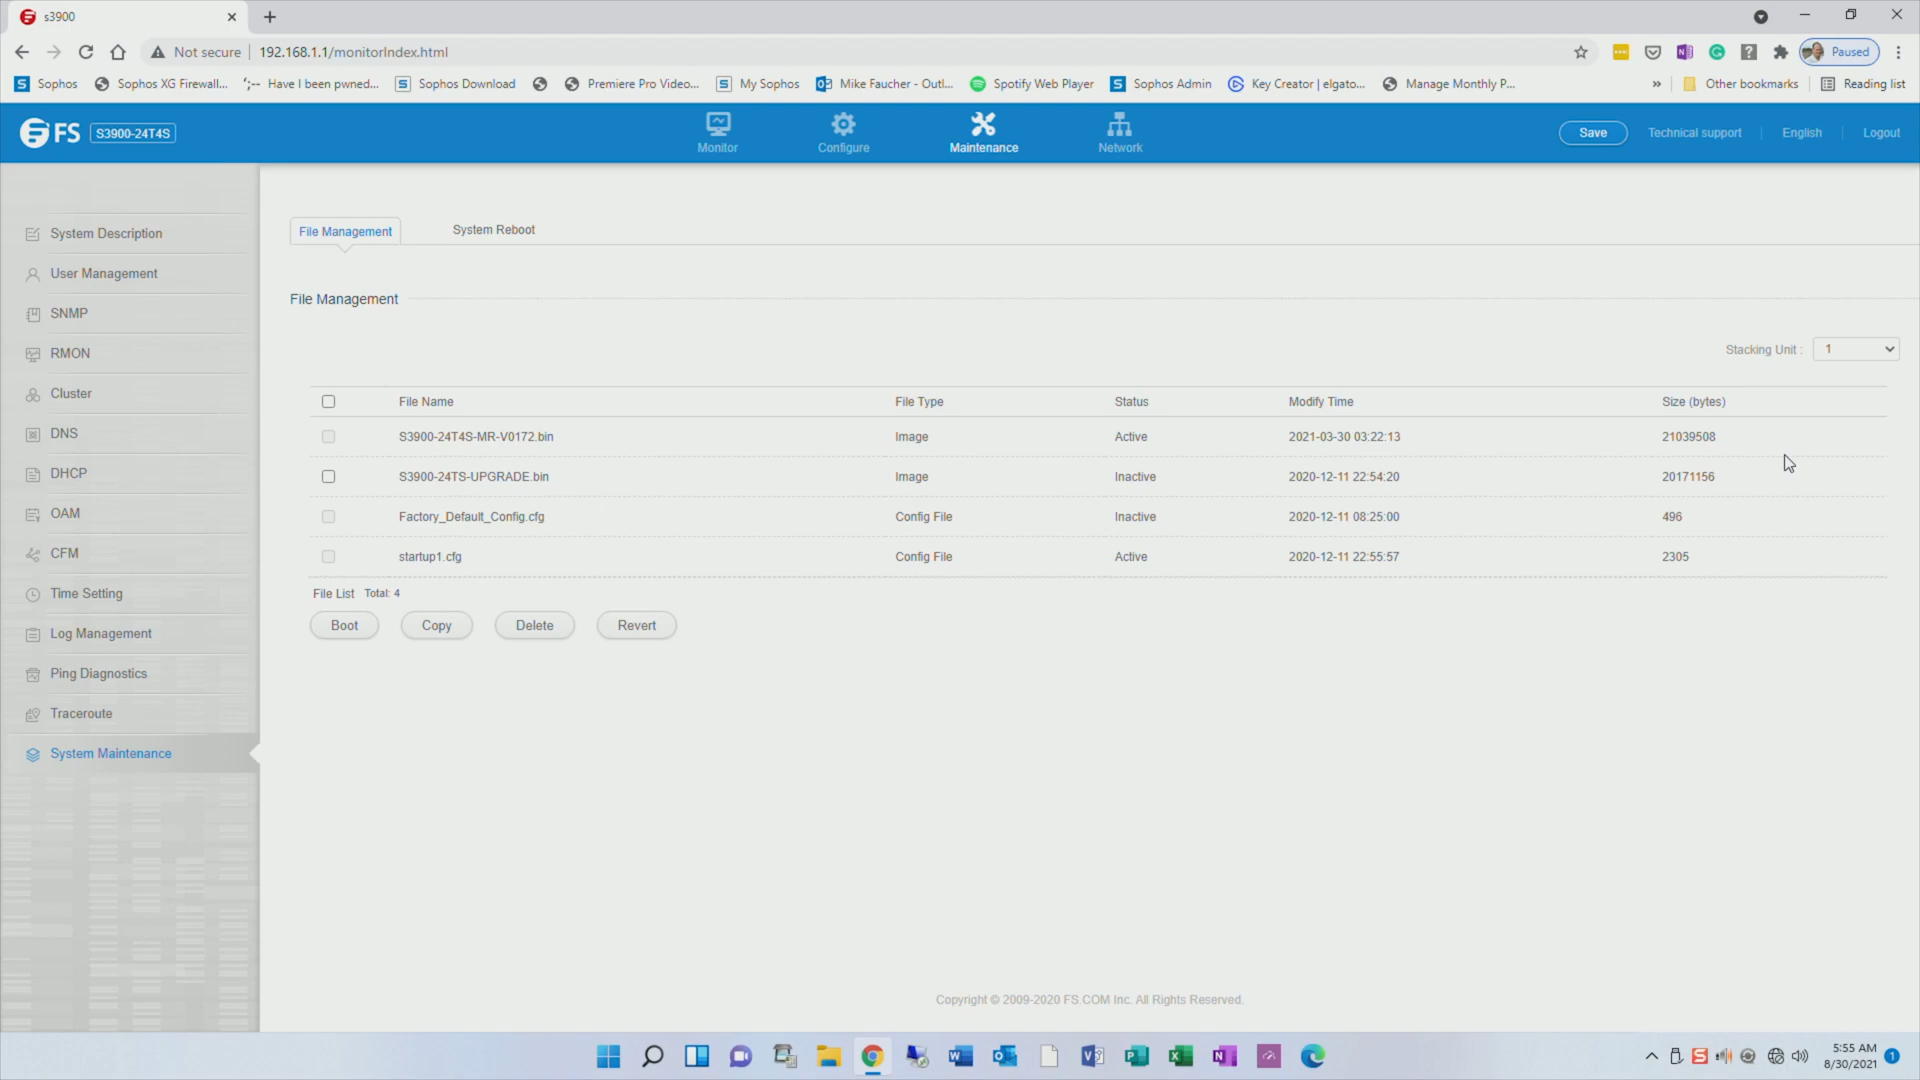 s3900
Not secure | 192.168.1.1/monitorIndex.html
Paused
Sophos
Sophos XG Firewall...
Have I been pwned...
Sophos Download
Premiere Pro Video...
My Sophos
Mike Faucher - Outl...
Spotify Web Player
Sophos Admin
Key Creator | elgato...
Manage Monthly P...
»
Other bookmarks
Reading list
FS S3900-24T4S
Monitor
Configure
Maintenance
Network
Save
Technical support
English
Logout
System Description
User Management
SNMP
RMON
Cluster
DNS
DHCP
OAM
CFM
Time Setting
Log Management
Ping Diagnostics
Traceroute
System Maintenance
File Management
System Reboot
File Management
Stacking Unit : 1
File Name File Type Status Modify Time Size (bytes)
S3900-24T4S-MR-V0172.bin Image Active 2021-03-30 03:22:13 21039508
S3900-24TS-UPGRADE.bin Image Inactive 2020-12-11 22:54:20 20171156
Factory_Default_Config.cfg Config File Inactive 2020-12-11 08:25:00 496
startup1.cfg Config File Active 2020-12-11 22:55:57 2305
File List Total: 4
Boot
Copy
Delete
Revert
Copyright © 2009-2020 FS.COM Inc. All Rights Reserved.
5:55 AM
8/30/2021
1